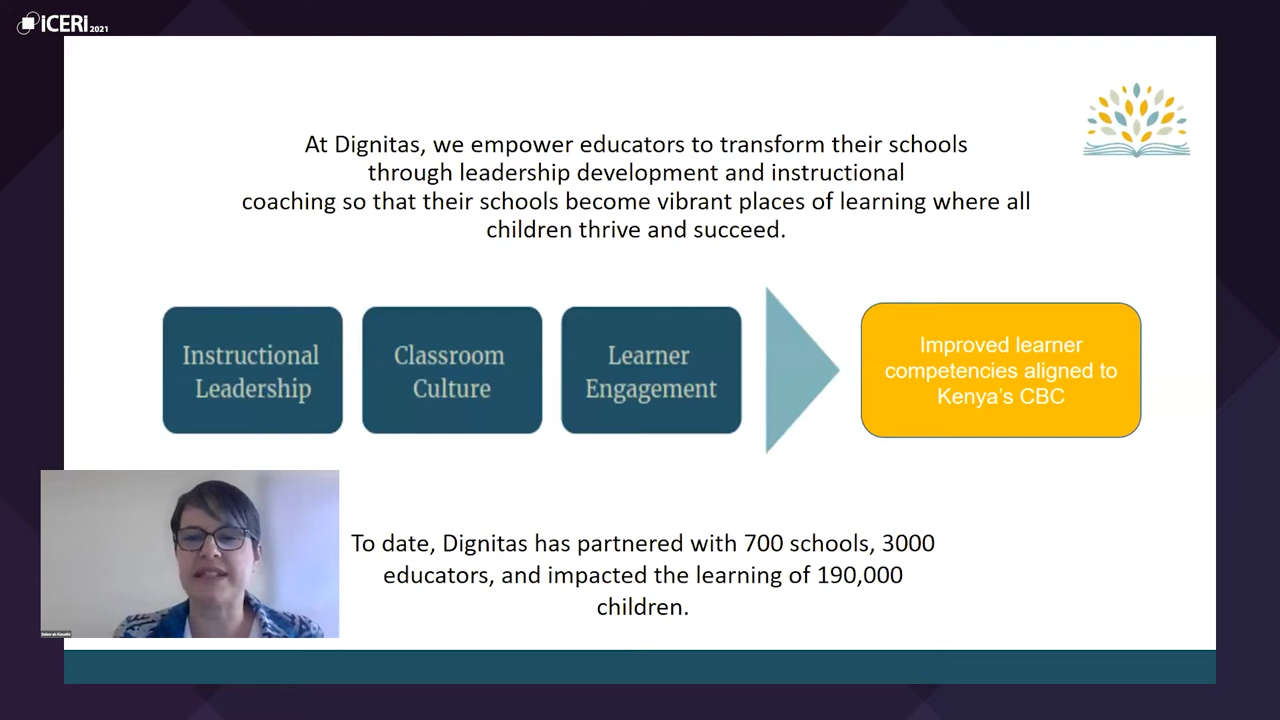 iCERi 2021
At Dignitas, we empower educators to transform their schools
through leadership development and instructional
coaching so that their schools become vibrant places of learning where all
children thrive and succeed.
Instructional
Leadership
Classroom
Culture
Learner
Engagement
Improved learner
competencies aligned to
Kenya's CBC
To date, Dignitas has partnered with 700 schools, 3000
educators, and impacted the learning of 190,000
children.